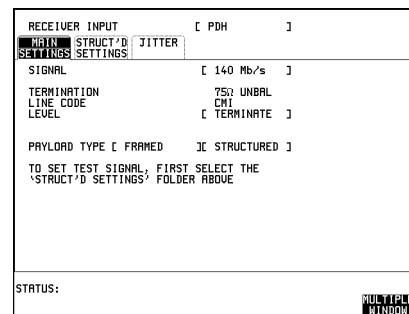 RECEIVER INPUT [ PDH ]
MAIN SETTINGS STRUCT'D SETTINGS JITTER
SIGNAL [ 140 Mb/s ]
TERMINATION 75Ω UNBAL
LINE CODE CMI
LEVEL [ TERMINATE ]
PAYLOAD TYPE [ FRAMED ][ STRUCTURED ]
TO SET TEST SIGNAL, FIRST SELECT THE
'STRUCT'D SETTINGS' FOLDER ABOVE
STATUS:
MULTIPLE
WINDOW